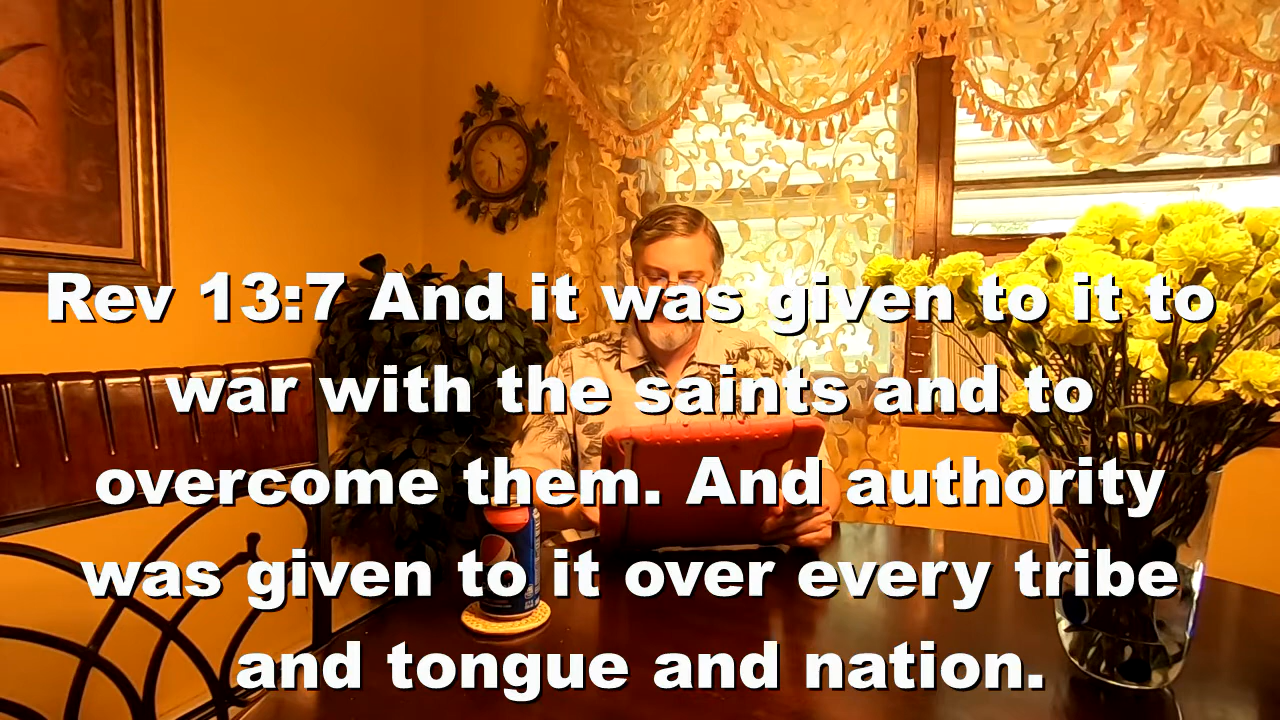 Rev 13:7 And it was given to it to
war with the saints and to
overcome them. And authority
was given to it over every tribe
and tongue and nation.